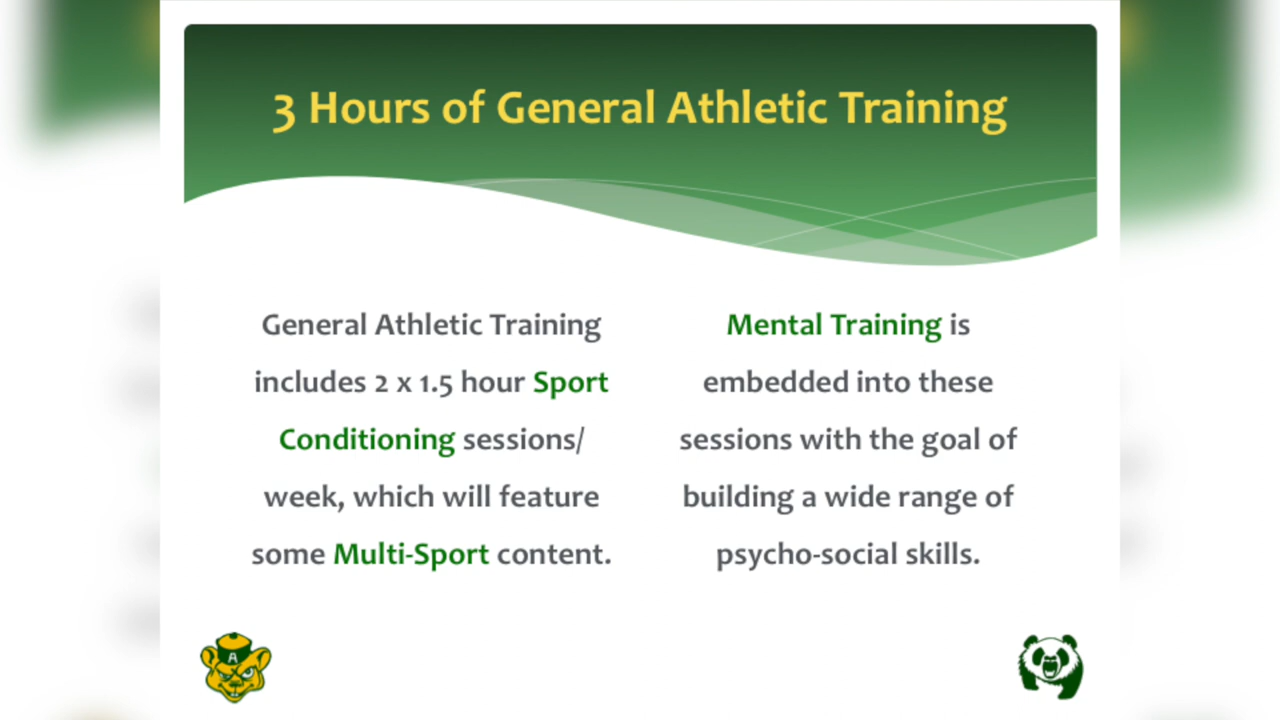 3 Hours of General Athletic Training
General Athletic Training
includes 2 x 1.5 hour Sport
Conditioning sessions/
week, which will feature
some Multi-Sport content.
Mental Training is
embedded into these
sessions with the goal of
building a wide range of
psycho-social skills.
A